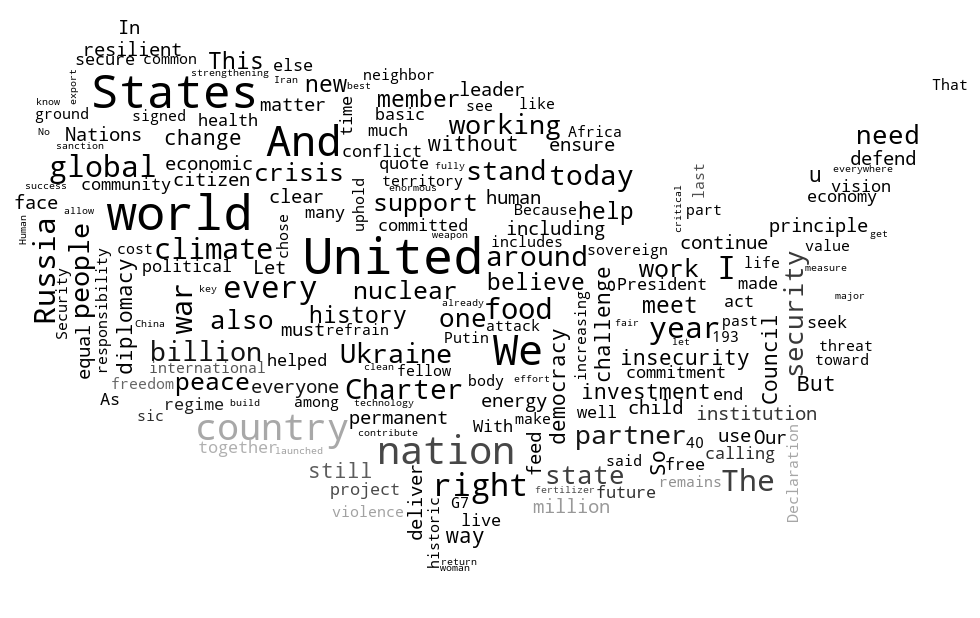 In
resilient
secure common This else
strengthening
export
Iran
new best neighbor
States
know
ground
signed health matter time member leader
see like
basic
That
No
Nations change And much working Africa
sanction
without ensure
need
conflict
defend
global economic crisis quote fully stand today last
everywhere
success community citizen territory
enormous
u vision
face allow clear uphold support human critical economy
Human
world chose many Because help part
committed including principle
weapon
get
Russia people cost climate United includes sovereign continue value
around
political Let believe work I life measure
Security responsibility diplomacy war key every nuclear President made security
major
already food challenge meet act
also history one increasing
China must refrain attack fair year past
193 seek
Putin let
equal billion helped Ukraine We democracy insecurity Council threat
international clean fellow toward
commitment
freedom peace everyone Charter body effort But
As energy investment end
regime build among technology well child institution
sic permanent make
With
country contribute partner 40 use Our
together launched nation feed So calling
said free
still state
right remains The Declaration
project deliver fertilizer future
G7
violence historic million
live
way
return
woman